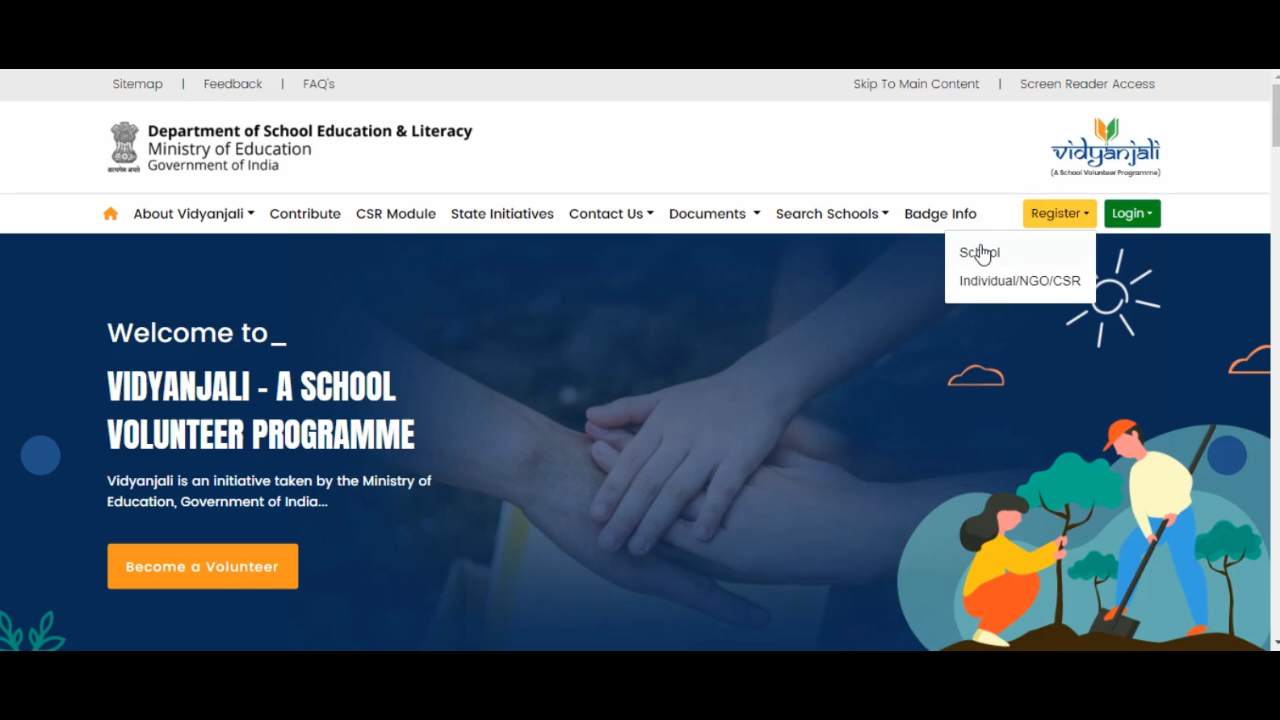 Sitemap | Feedback | FAQ's Skip To Main Content | Screen Reader Access
Department of School Education & Literacy
Ministry of Education
Government of India
सत्यमेव जयते
vidyanjali
(A School Volunteer Programme)
About Vidyanjali Contribute CSR Module State Initiatives Contact Us Documents Search Schools Badge Info Register Login
School
Individual/NGO/CSR
Welcome to_
VIDYANJALI - A SCHOOL
VOLUNTEER PROGRAMME
Vidyanjali is an initiative taken by the Ministry of
Education, Government of India...
Become a Volunteer